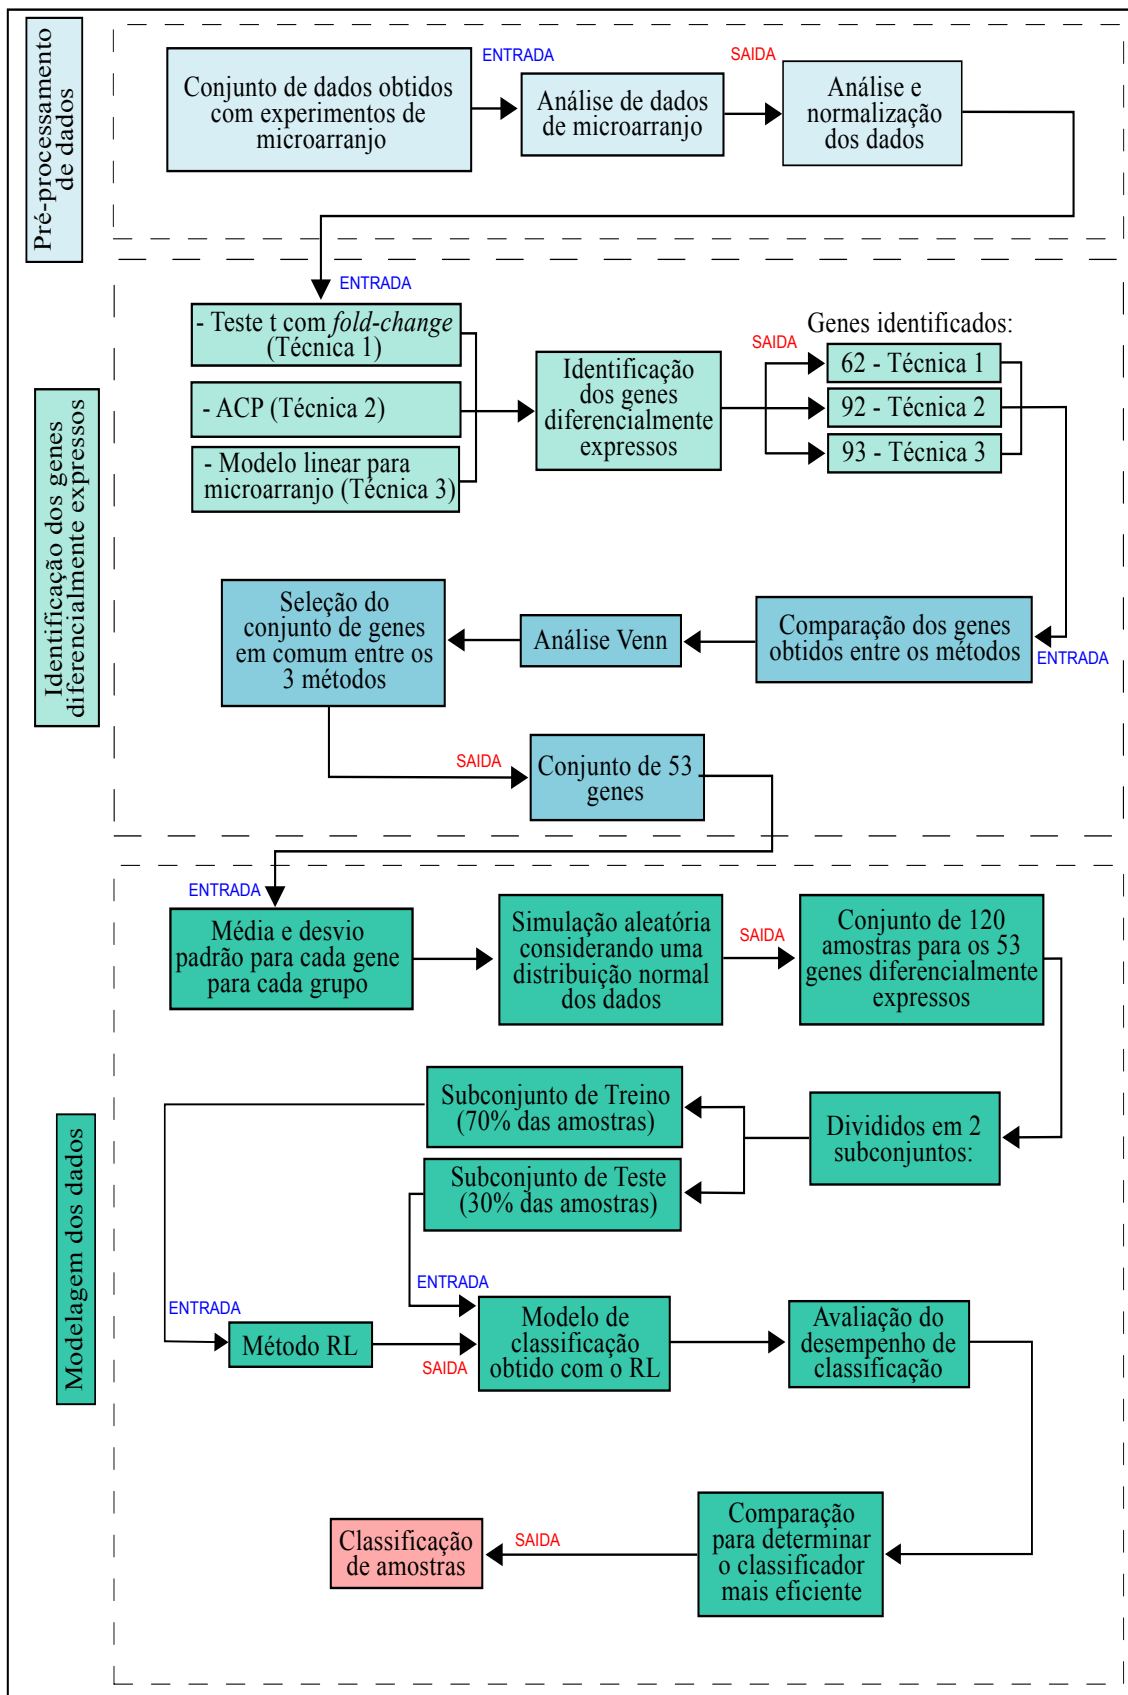 Pré-processamento
de dados
ENTRADA
SAIDA
Conjunto de dados obtidos
com experimentos de
microarranjo
Análise de dados
de microarranjo
Análise e
normalização
dos dados
Identificação dos genes
diferencialmente expressos
ENTRADA
- Teste t com fold-change
(Técnica 1)
- ACP (Técnica 2)
- Modelo linear para
microarranjo (Técnica 3)
Identificação
dos genes
diferencialmente
expressos
SAIDA
Genes identificados:
62 - Técnica 1
92 - Técnica 2
93 - Técnica 3
ENTRADA
Comparação dos genes
obtidos entre os métodos
Análise Venn
Seleção do
conjunto de genes
em comum entre os
3 métodos
SAIDA
Conjunto de 53
genes
Modelagem dos dados
ENTRADA
Média e desvio
padrão para cada gene
para cada grupo
Simulação aleatória
considerando uma
distribuição normal
dos dados
SAIDA
Conjunto de 120
amostras para os 53
genes diferencialmente
expressos
Divididos em 2
subconjuntos:
Subconjunto de Treino
(70% das amostras)
Subconjunto de Teste
(30% das amostras)
ENTRADA
ENTRADA
Método RL
SAIDA
Modelo de
classificação
obtido com o RL
Avaliação do
desempenho de
classificação
Comparação
para determinar
o classificador
mais eficiente
SAIDA
Classificação
de amostras